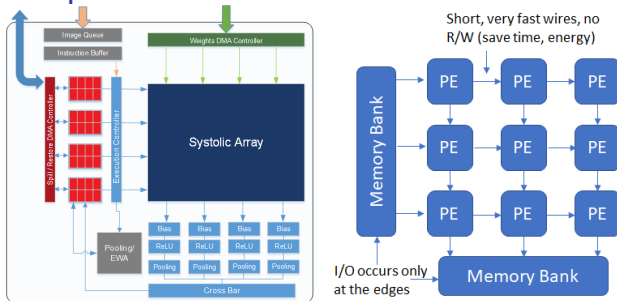 Image Queue
Instruction Buffer
Weights DMA Controller
Spill / Restore DMA Controller
Execution Controller
Systolic Array
Bias
Bias
Bias
Bias
ReLU
ReLU
ReLU
ReLU
Pooling
Pooling
Pooling
Pooling
Pooling/
EWA
Cross Bar
Short, very fast wires, no
R/W (save time, energy)
Memory Bank
PE
PE
PE
PE
PE
PE
PE
PE
PE
I/O occurs only
at the edges
Memory Bank